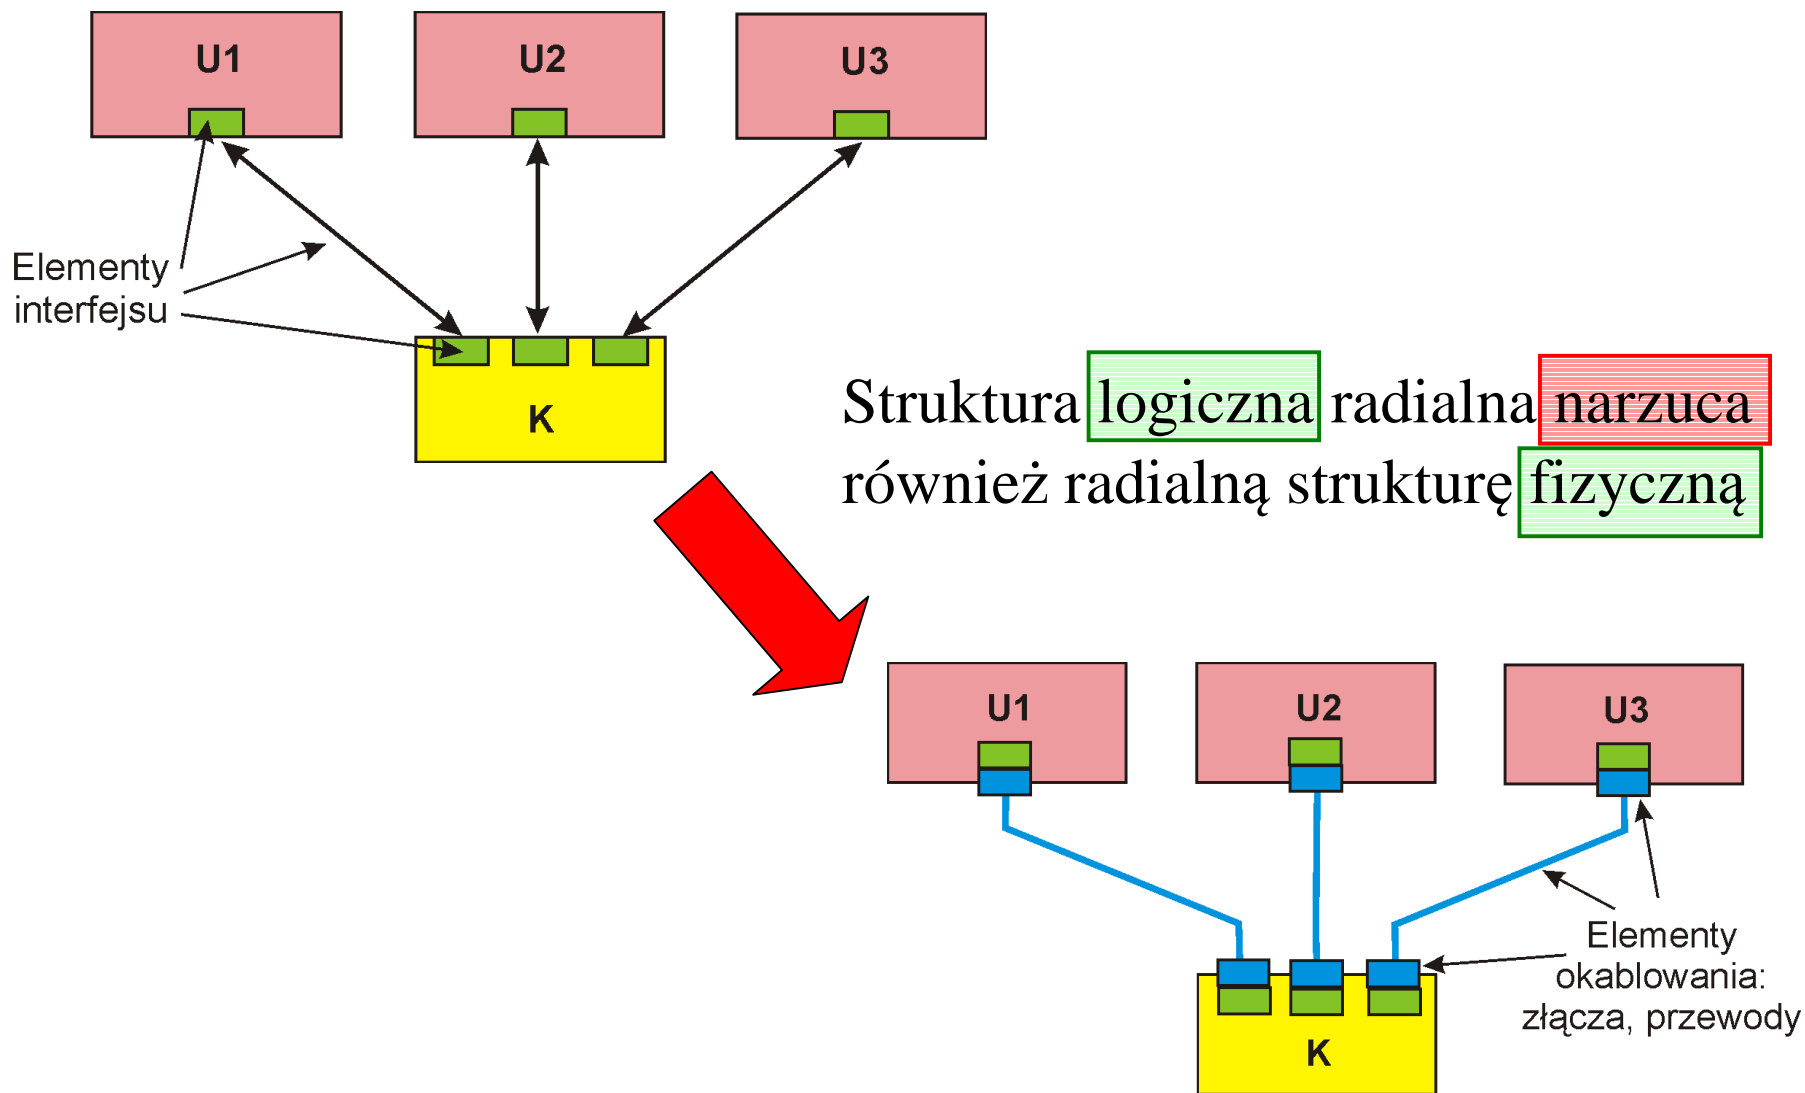 U1
U2
U3
Elementy
interfejsu
K
Struktura logiczna radialna narzuca
również radialną strukturę fizyczną
U1
U2
U3
Elementy
okablowania:
złącza, przewody
K